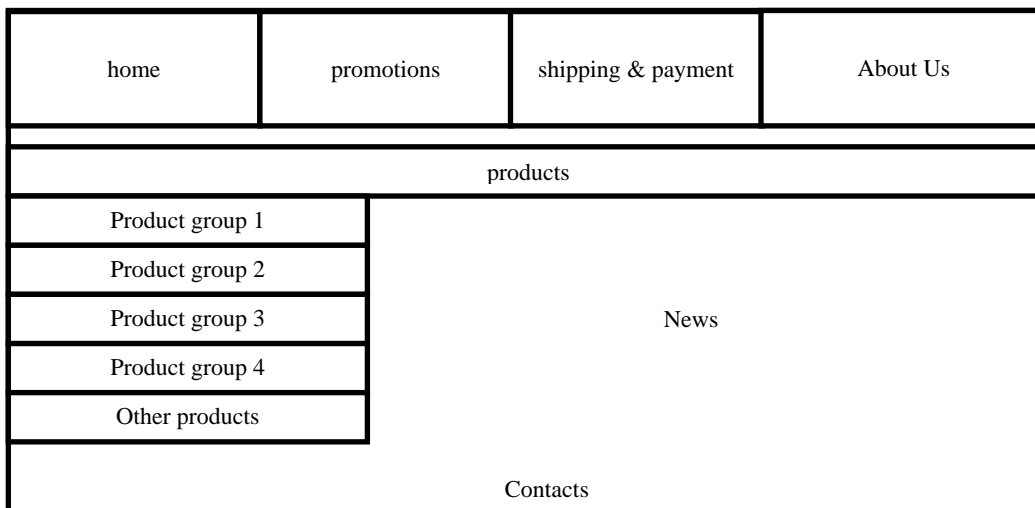 home
promotions
shipping & payment
About Us
products
Product group 1
Product group 2
Product group 3
Product group 4
Other products
News
Contacts